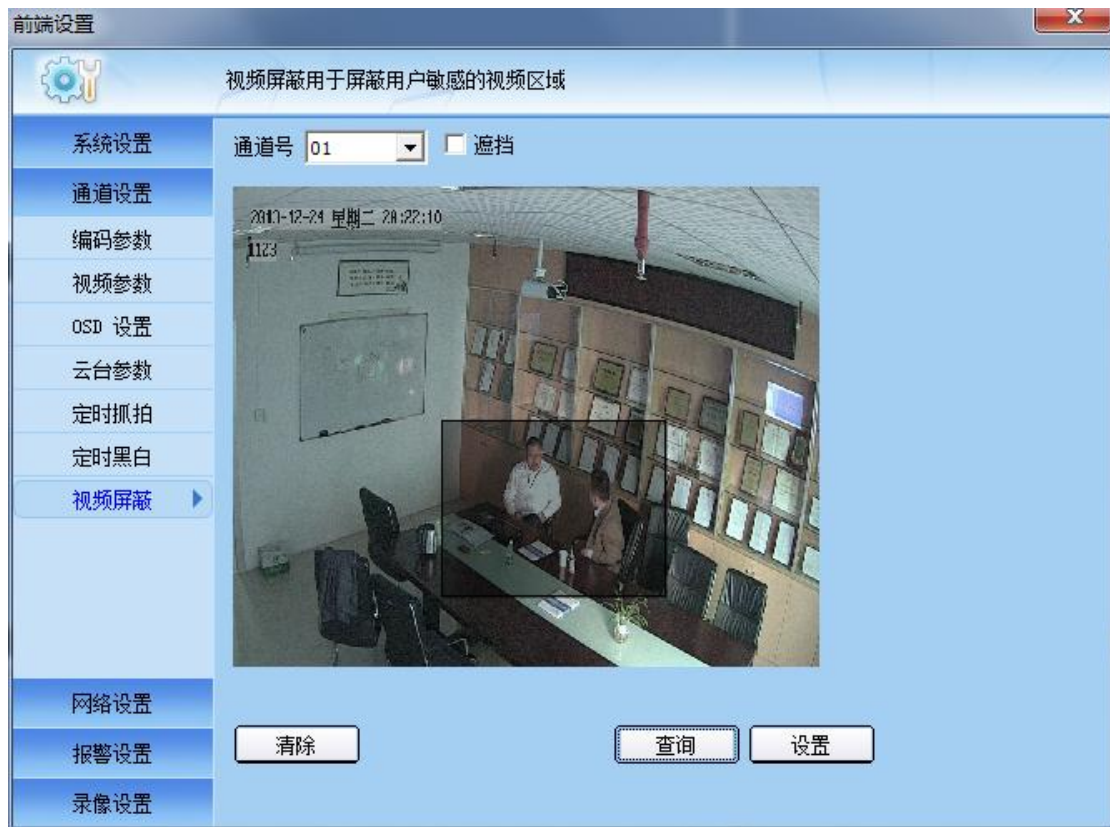 前端设置
视频屏蔽用于屏蔽用户敏感的视频区域
系统设置
通道号 01 遮挡
通道设置
编码参数
视频参数
OSD 设置
云台参数
定时抓拍
定时黑白
视频屏蔽
星期二
1123
网络设置
报警设置
录像设置
清除 查询 设置